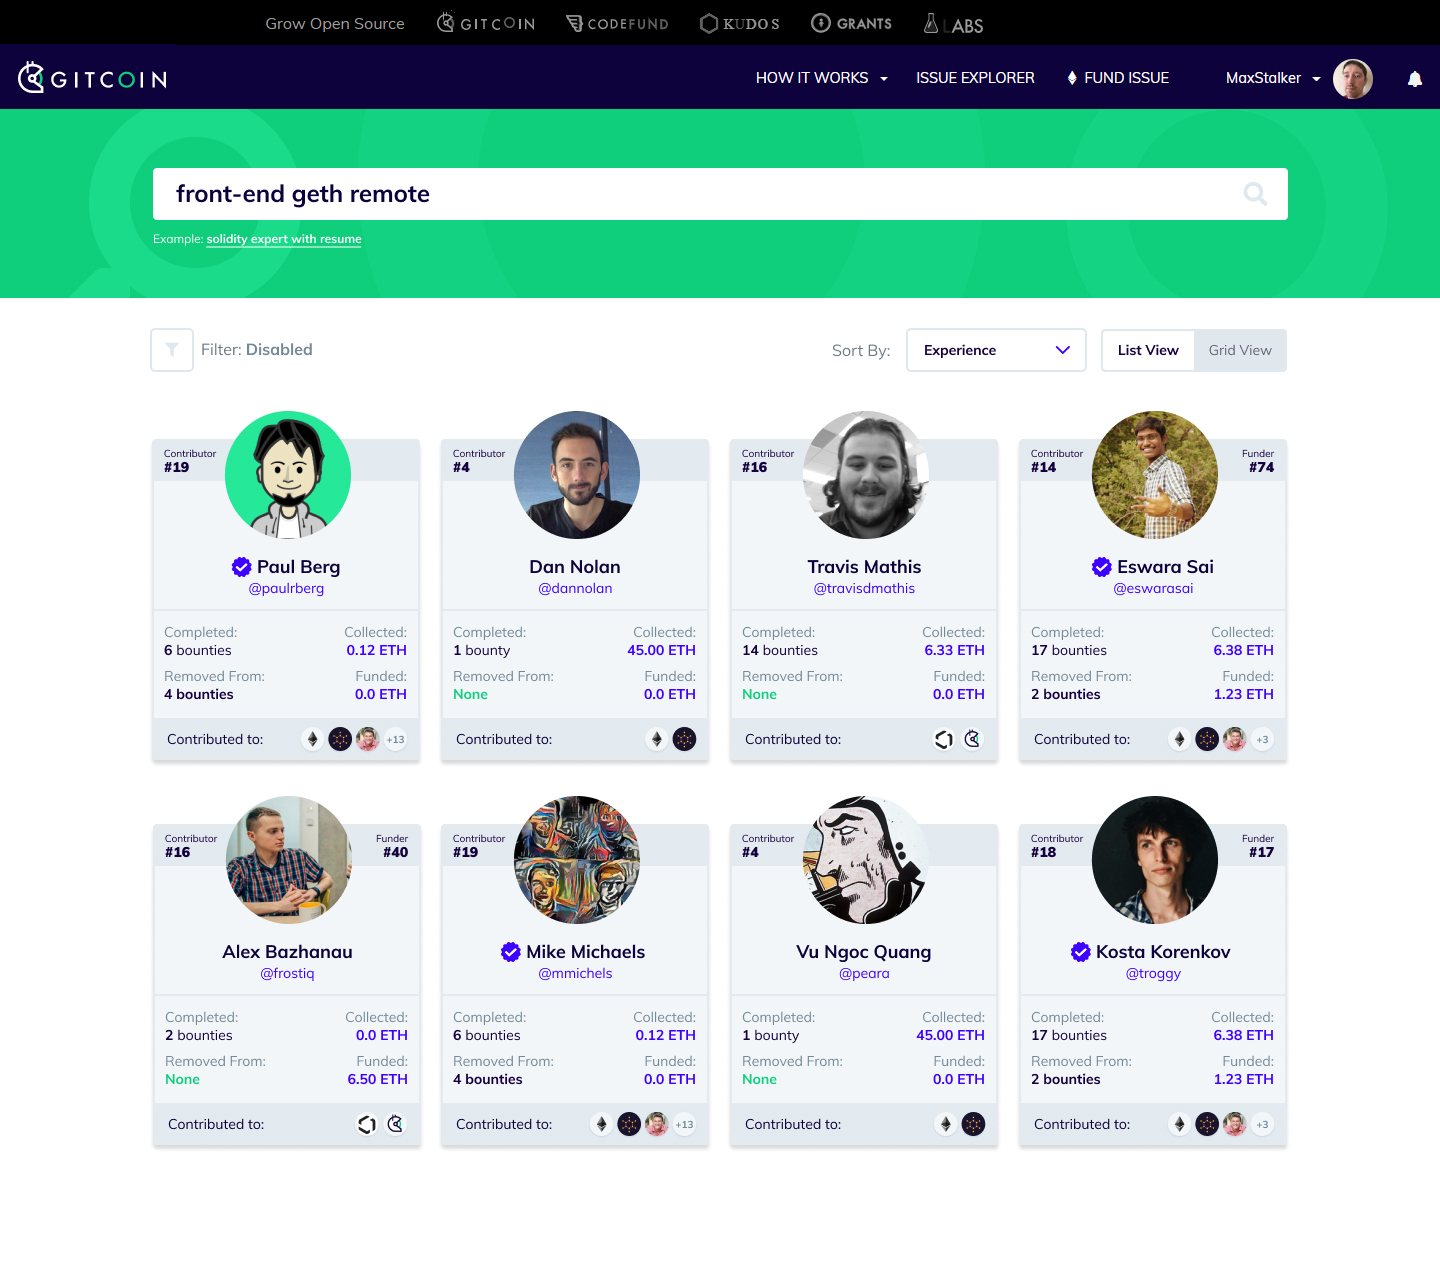 Grow Open Source GITCOIN CODEFUND KUDOS GRANTS LABS
GITCOIN HOW IT WORKS ISSUE EXPLORER FUND ISSUE MaxStalker
front-end geth remote
Example: solidity expert with resume
Filter: Disabled Sort By: Experience List View Grid View
Contributor
#19
Paul Berg
@paulrberg
Completed: Collected:
6 bounties 0.12 ETH
Removed From: Funded:
4 bounties 0.0 ETH
Contributed to: +13
Contributor
#4
Dan Nolan
@dannolan
Completed: Collected:
1 bounty 45.00 ETH
Removed From: Funded:
None 0.0 ETH
Contributed to:
Contributor
#16
Travis Mathis
@travisdmathis
Completed: Collected:
14 bounties 6.33 ETH
Removed From: Funded:
None 0.0 ETH
Contributed to:
Contributor Funder
#14 #74
Eswara Sai
@eswarasai
Completed: Collected:
17 bounties 6.38 ETH
Removed From: Funded:
2 bounties 1.23 ETH
Contributed to: +3
Contributor Funder
#16 #40
Alex Bazhanau
@frostiq
Completed: Collected:
2 bounties 0.0 ETH
Removed From: Funded:
None 6.50 ETH
Contributed to:
Contributor
#19
Mike Michaels
@mmichels
Completed: Collected:
6 bounties 0.12 ETH
Removed From: Funded:
4 bounties 0.0 ETH
Contributed to: +13
Contributor
#4
Vu Ngoc Quang
@peara
Completed: Collected:
1 bounty 45.00 ETH
Removed From: Funded:
None 0.0 ETH
Contributed to:
Contributor Funder
#18 #17
Kosta Korenkov
@troggy
Completed: Collected:
17 bounties 6.38 ETH
Removed From: Funded:
2 bounties 1.23 ETH
Contributed to: +3